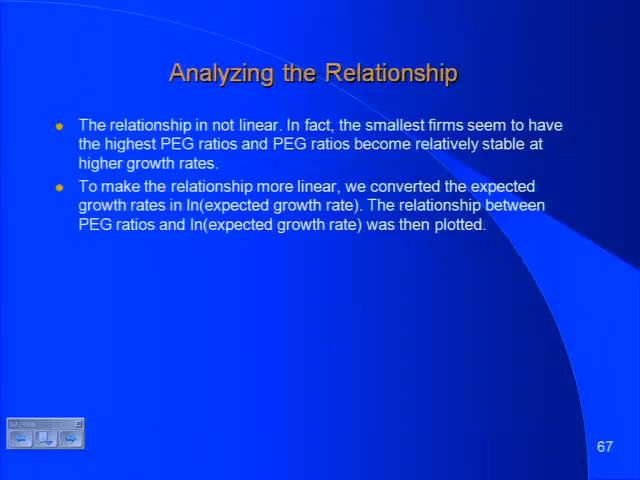 Analyzing the Relationship
The relationship in not linear. In fact, the smallest firms seem to have
the highest PEG ratios and PEG ratios become relatively stable at
higher growth rates.
To make the relationship more linear, we converted the expected
growth rates in ln(expected growth rate). The relationship between
PEG ratios and ln(expected growth rate) was then plotted.
67